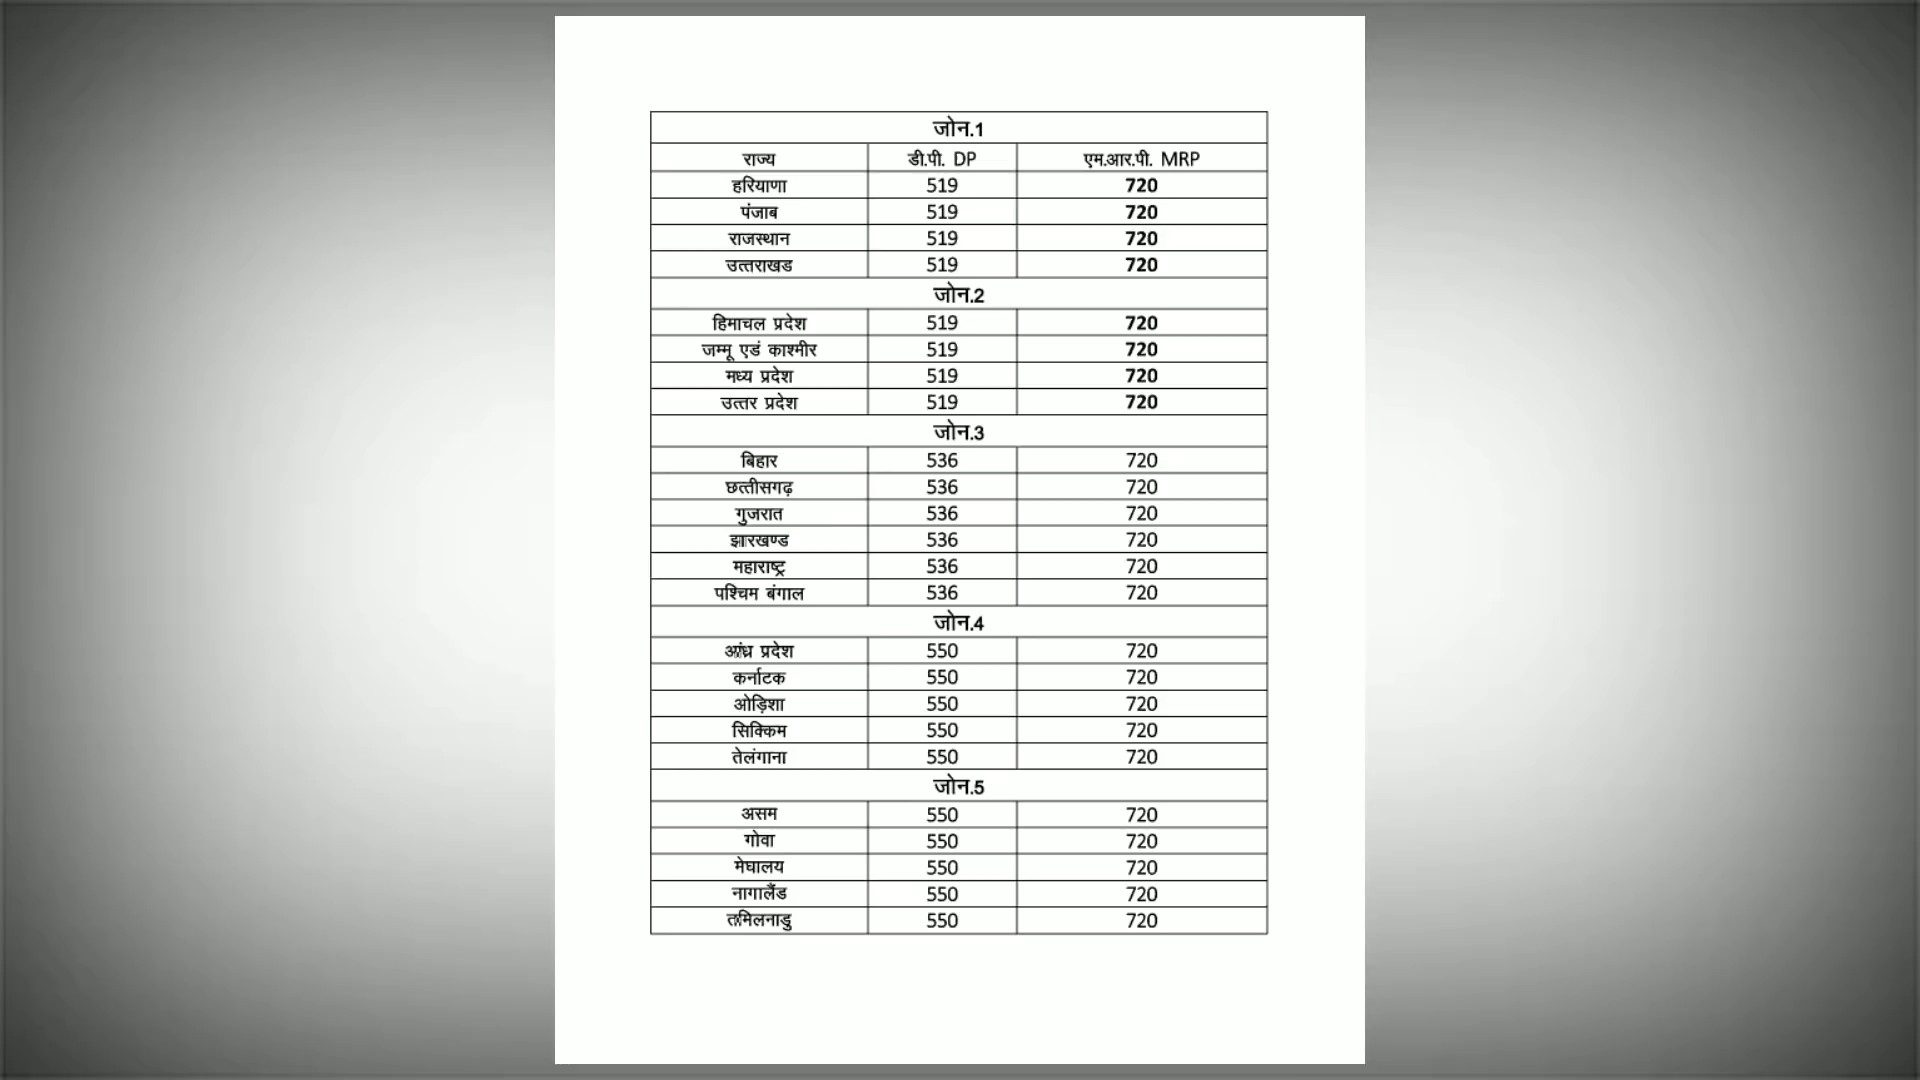 जोन.1
राज्य डी.पी. DP एम.आर.पी. MRP
हरियाणा 519 720
पंजाब 519 720
राजस्थान 519 720
उत्तराखड 519 720
जोन.2
हिमाचल प्रदेश 519 720
जम्मू एडं काश्मीर 519 720
मध्य प्रदेश 519 720
उत्तर प्रदेश 519 720
जोन.3
बिहार 536 720
छत्तीसगढ़ 536 720
गुजरात 536 720
झारखण्ड 536 720
महाराष्ट्र 536 720
पश्चिम बंगाल 536 720
जोन.4
आंध्र प्रदेश 550 720
कर्नाटक 550 720
ओड़िशा 550 720
सिक्किम 550 720
तेलंगाना 550 720
जोन.5
असम 550 720
गोवा 550 720
मेघालय 550 720
नागालैंड 550 720
तमिलनाडु 550 720